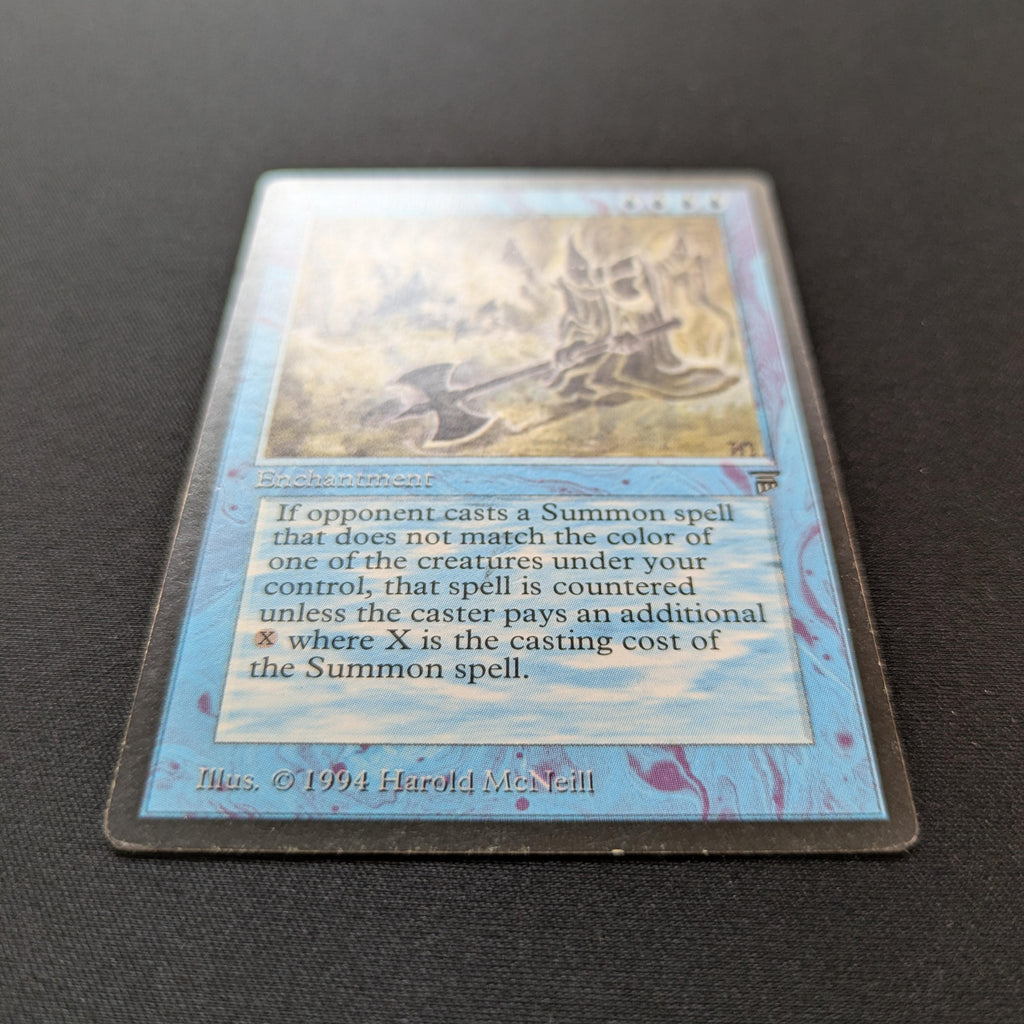 Enchantment
If opponent casts a Summon spell
that does not match the color of
one of the creatures under your
control, that spell is countered
unless the caster pays an additional
X where X is the casting cost of
the Summon spell.
Illus. © 1994 Harold McNeill